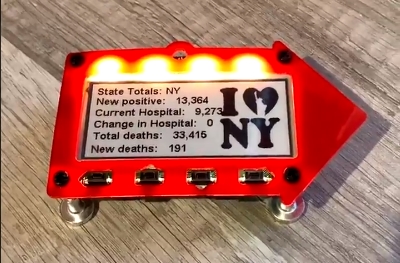 State Totals: NY
New positive: 13,364
Current Hospital: 9,273
Change in Hospital: 0
Total deaths: 33,415
New deaths: 191
I NY